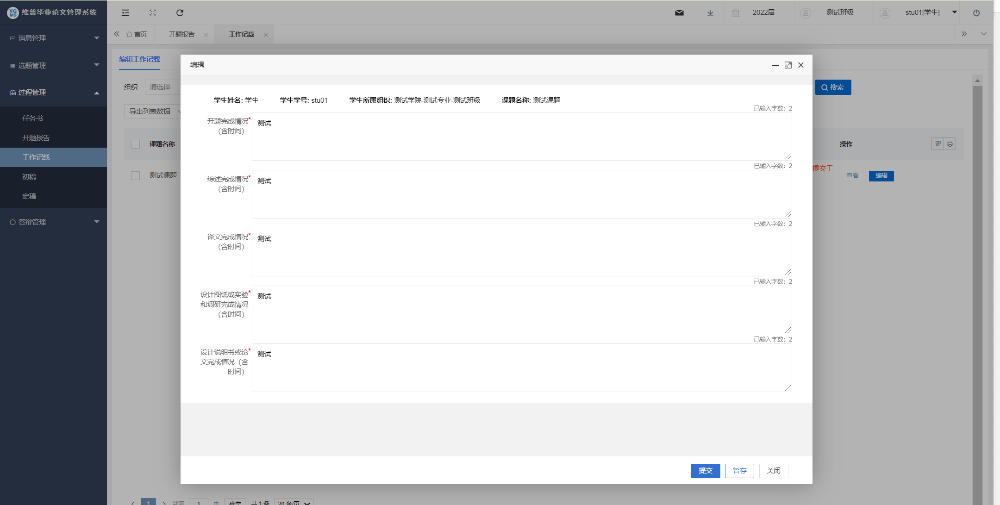 VGMS 维普毕业论文管理系统
2022届
测试班级
stu01[学生]
首页
开题报告
工作记载
消息管理
选题管理
过程管理
任务书
开题报告
工作记载
初稿
定稿
答辩管理
编辑工作记载
组织 请选择
搜索
导出列表数据
课题名称
操作
测试课题
提交工
查看
编辑
编辑
学生姓名: 学生 学生学号: stu01 学生所属组织: 测试学院-测试专业-测试班级 课题名称: 测试课题
已输入字数：2
开题完成情况*
（含时间）
测试
已输入字数：2
综述完成情况*
（含时间）
测试
已输入字数：2
译文完成情况*
（含时间）
测试
已输入字数：2
设计图纸或实验*
和调研完成情况
（含时间）
测试
已输入字数：2
设计说明书或论*
文完成情况（含
时间）
测试
提交
暂存
关闭
1 到第 1 页 确定 共 1 条 20 条/页